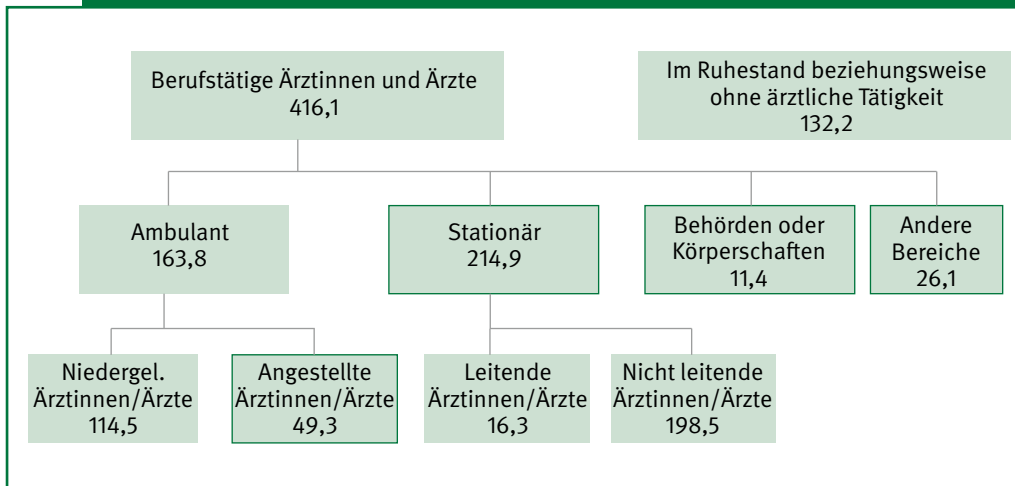 Berufstätige Ärztinnen und Ärzte
416,1
Im Ruhestand beziehungsweise
ohne ärztliche Tätigkeit
132,2
Ambulant
163,8
Stationär
214,9
Behörden oder
Körperschaften
11,4
Andere
Bereiche
26,1
Niedergel.
Ärztinnen/Ärzte
114,5
Angestellte
Ärztinnen/Ärzte
49,3
Leitende
Ärztinnen/Ärzte
16,3
Nicht leitende
Ärztinnen/Ärzte
198,5